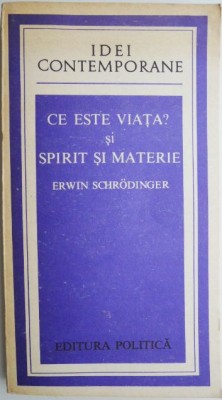 IDEI
CONTEMPORANE
CE ESTE VIAȚA?
și
SPIRIT ȘI MATERIE
ERWIN SCHRÖDINGER
EDITURA POLITICĂ